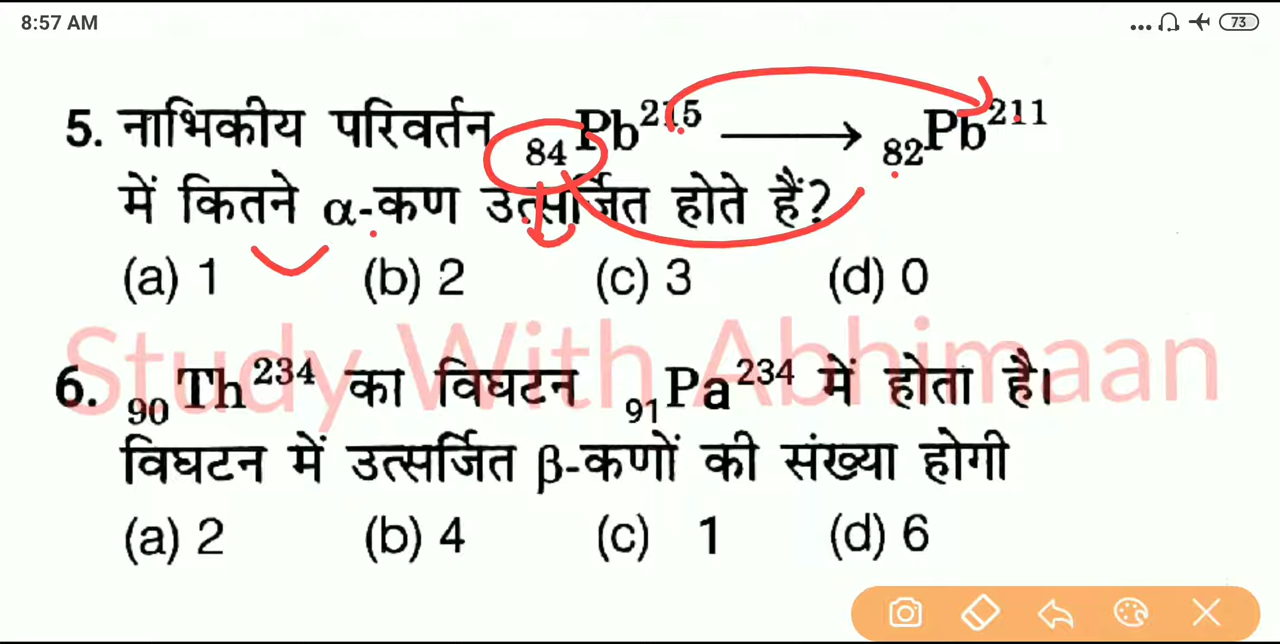 8:57 AM
73
5. नाभिकीय परिवर्तन ₈₄Pb²¹⁵ ⟶ ₈₂Pb²¹¹
में कितने α-कण उत्सर्जित होते हैं?
(a) 1 (b) 2 (c) 3 (d) 0
Study With Abhimaan
6. ₉₀Th²³⁴ का विघटन ₉₁Pa²³⁴ में होता है।
विघटन में उत्सर्जित β-कणों की संख्या होगी
(a) 2 (b) 4 (c) 1 (d) 6